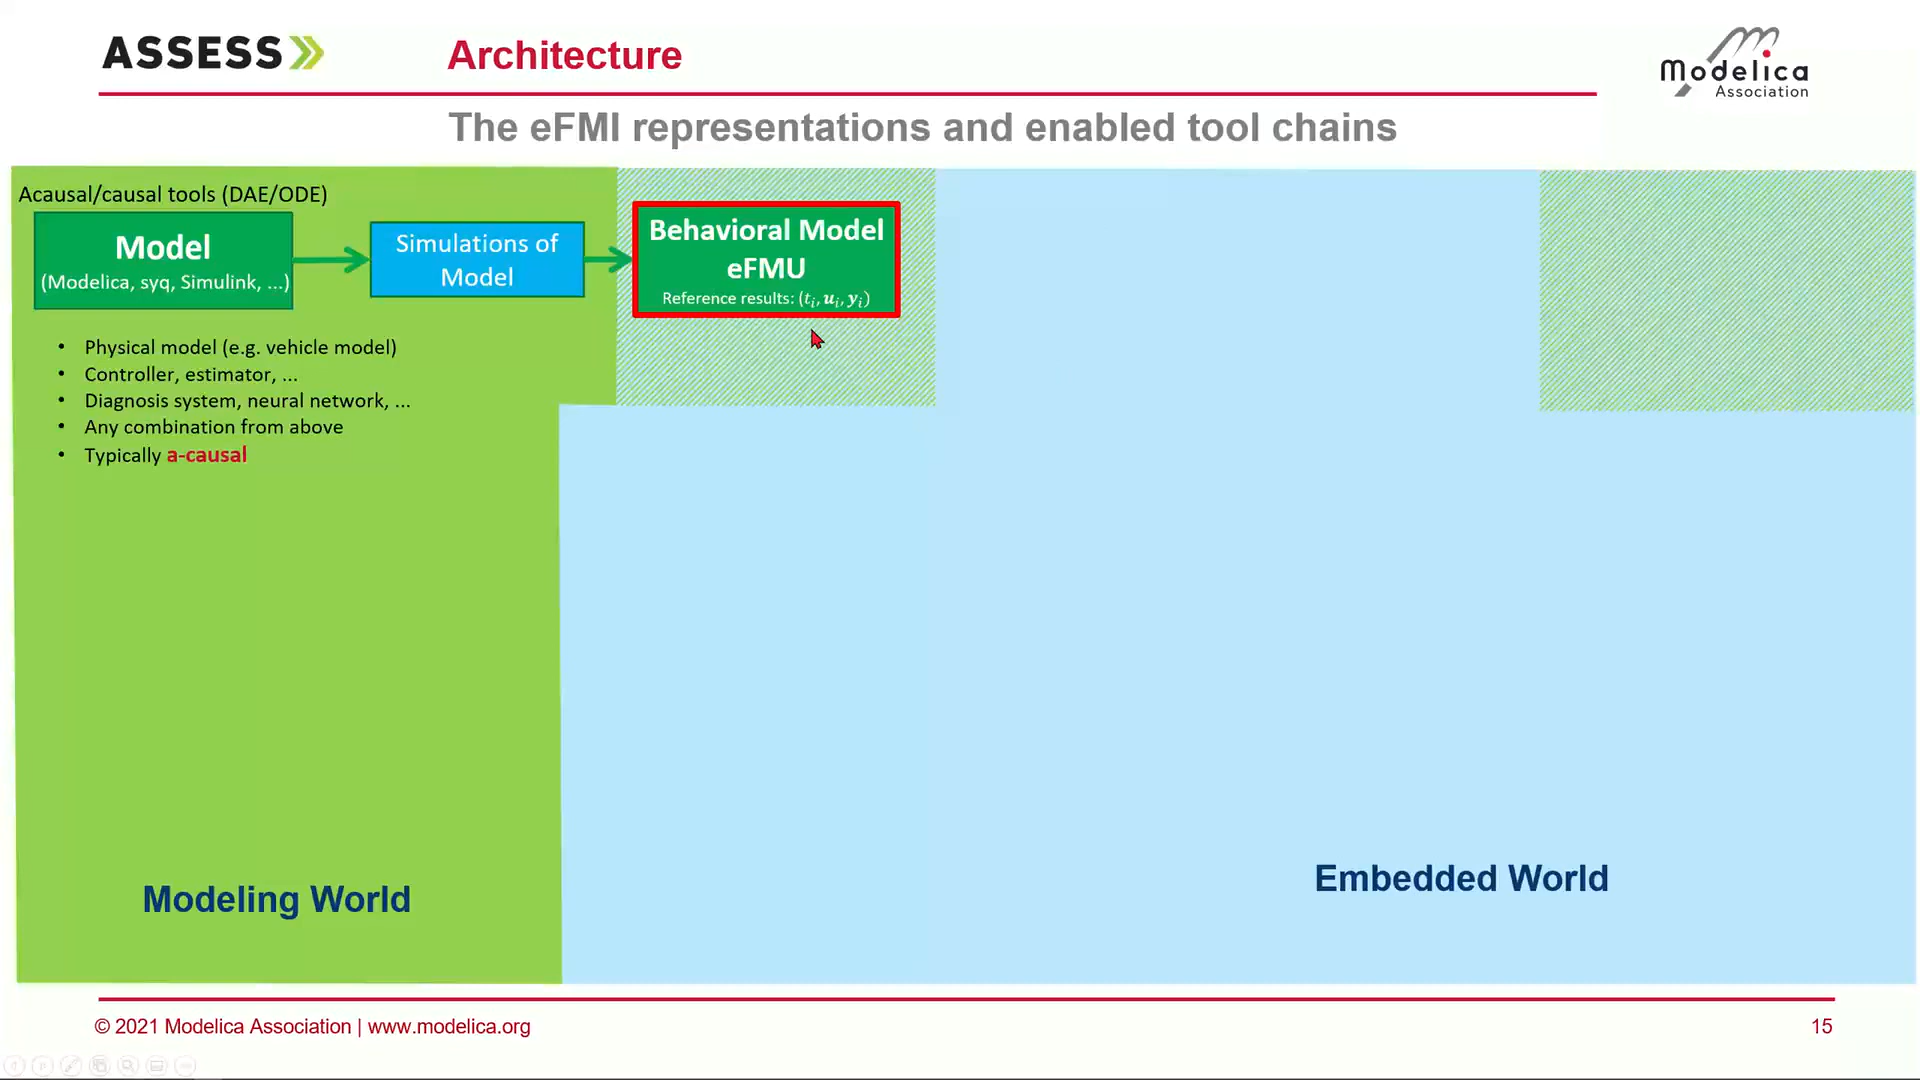 ASSESS
Architecture
Modelica
Association
The eFMI representations and enabled tool chains
Acausal/causal tools (DAE/ODE)
Model
(Modelica, syq, Simulink, ...)
Simulations of
Model
Behavioral Model
eFMU
Reference results: (tᵢ, uᵢ, yᵢ)
• Physical model (e.g. vehicle model)
• Controller, estimator, ...
• Diagnosis system, neural network, ...
• Any combination from above
• Typically a-causal
Modeling World
Embedded World
© 2021 Modelica Association | www.modelica.org
15